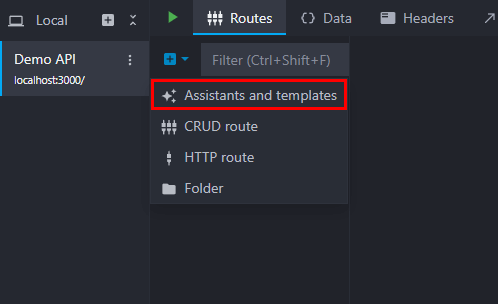 Local
Routes
Data
Headers
Demo API
localhost:3000/
Filter (Ctrl+Shift+F)
Assistants and templates
CRUD route
HTTP route
Folder